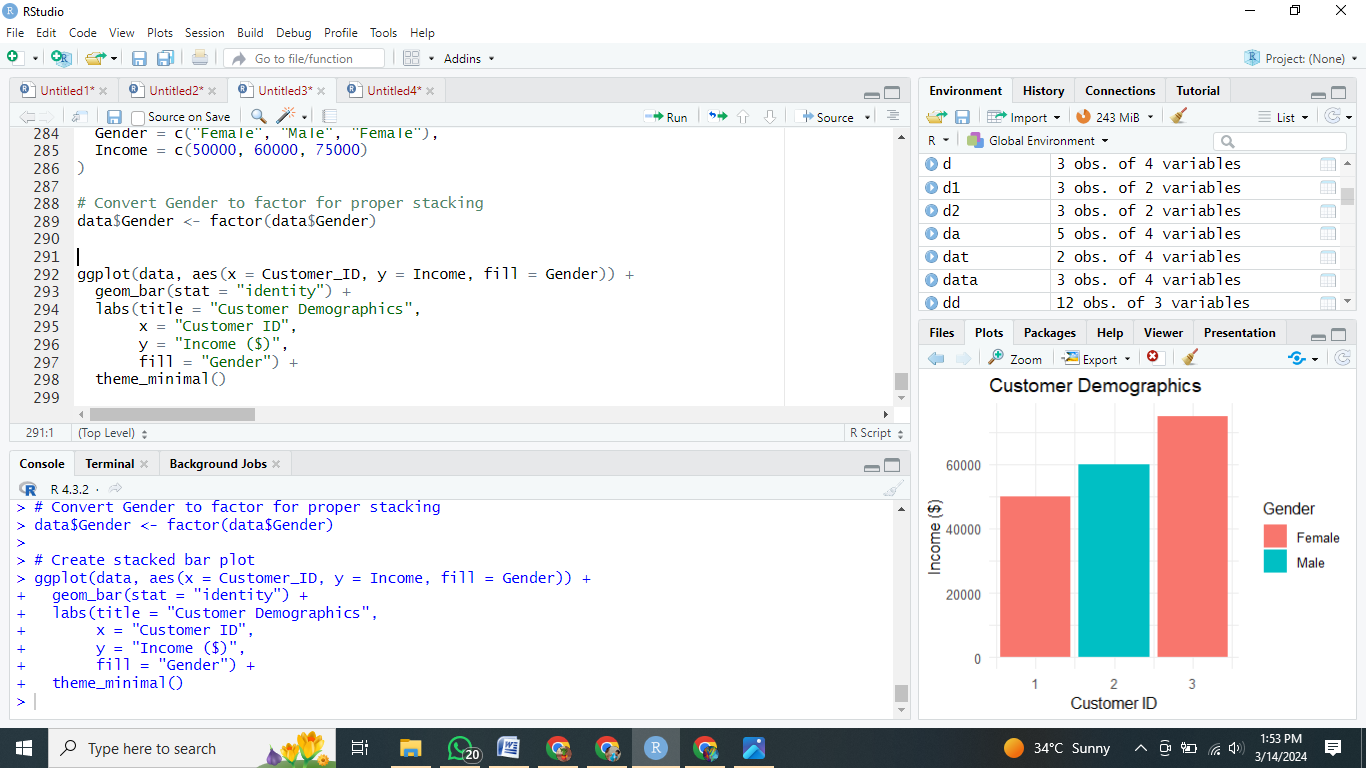 RStudio
File Edit Code View Plots Session Build Debug Profile Tools Help
Go to file/function Addins Project: (None)
Untitled1* Untitled2* Untitled3* Untitled4*
Source on Save Run Source
284 Gender = c("Female", "Male", "Female"),
285 Income = c(50000, 60000, 75000)
286 )
287
288 # Convert Gender to factor for proper stacking
289 data$Gender <- factor(data$Gender)
290
291
292 ggplot(data, aes(x = Customer_ID, y = Income, fill = Gender)) +
293 geom_bar(stat = "identity") +
294 labs(title = "Customer Demographics",
295 x = "Customer ID",
296 y = "Income ($)",
297 fill = "Gender") +
298 theme_minimal()
299
291:1 (Top Level) R Script
Console Terminal Background Jobs
R 4.3.2 ·
> # Convert Gender to factor for proper stacking
> data$Gender <- factor(data$Gender)
>
> # Create stacked bar plot
> ggplot(data, aes(x = Customer_ID, y = Income, fill = Gender)) +
+ geom_bar(stat = "identity") +
+ labs(title = "Customer Demographics",
+ x = "Customer ID",
+ y = "Income ($)",
+ fill = "Gender") +
+ theme_minimal()
>
Environment History Connections Tutorial
Import 243 MiB List
R Global Environment
d 3 obs. of 4 variables
d1 3 obs. of 2 variables
d2 3 obs. of 2 variables
da 5 obs. of 4 variables
dat 2 obs. of 4 variables
data 3 obs. of 4 variables
dd 12 obs. of 3 variables
Files Plots Packages Help Viewer Presentation
Zoom Export
Customer Demographics
Income ($)
60000
40000
20000
0
1 2 3
Customer ID
Gender
Female
Male
Type here to search
20
34°C Sunny
1:53 PM
3/14/2024